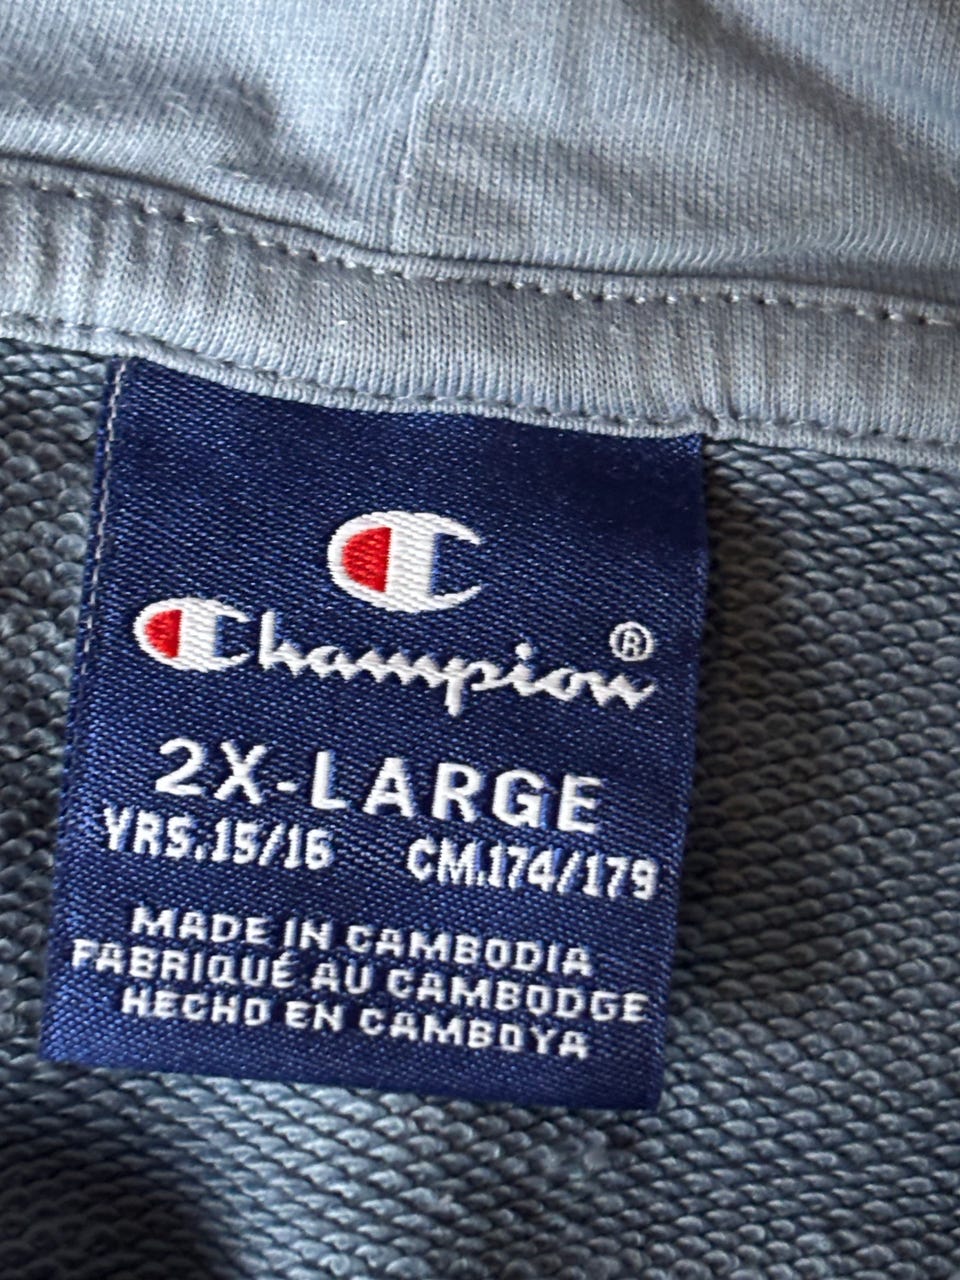 Champion®
2X-LARGE
YRS.15/16 CM.174/179
MADE IN CAMBODIA
FABRIQUÉ AU CAMBODGE
HECHO EN CAMBOYA